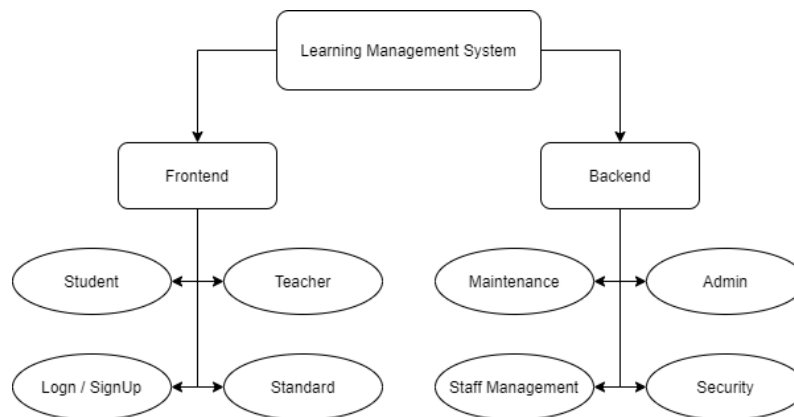 Learning Management System
Frontend
Backend
Student
Teacher
Maintenance
Admin
Logn / SignUp
Standard
Staff Management
Security